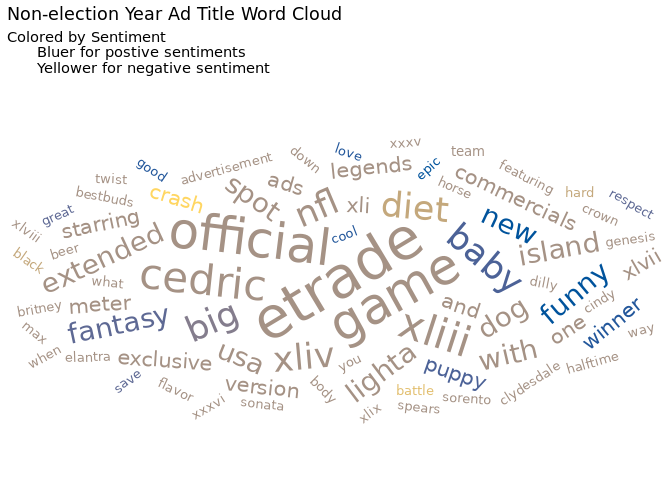 Non-election Year Ad Title Word Cloud
Colored by Sentiment
Bluer for postive sentiments
Yellower for negative sentiment
xxxv
love
team
down
good
advertisement
legends
epic
featuring
twist
horse
commercials
hard
respect
bestbuds
crash
spot
ads
nfl
xli
diet
crown
great
starring
official
cool
new
genesis
xlviii
beer
extended
baby
island
xlvii
black
what
cedric
etrade
game
dilly
funny
cindy
britney
meter
big
and
dog
winner
max
fantasy
xliii
one
way
when
elantra
exclusive
usa
xliv
you
lighta
with
halftime
save
flavor
version
body
puppy
battle
clydesdale
xxxvi
sonata
xlix
spears
sorento